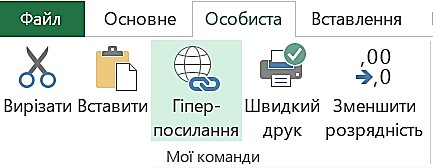 Файл Основне Особиста Вставлення
,00
,0
Вирізати Вставити Гіпер- Швидкий Зменшити
посилання друк розрядність
Мої команди